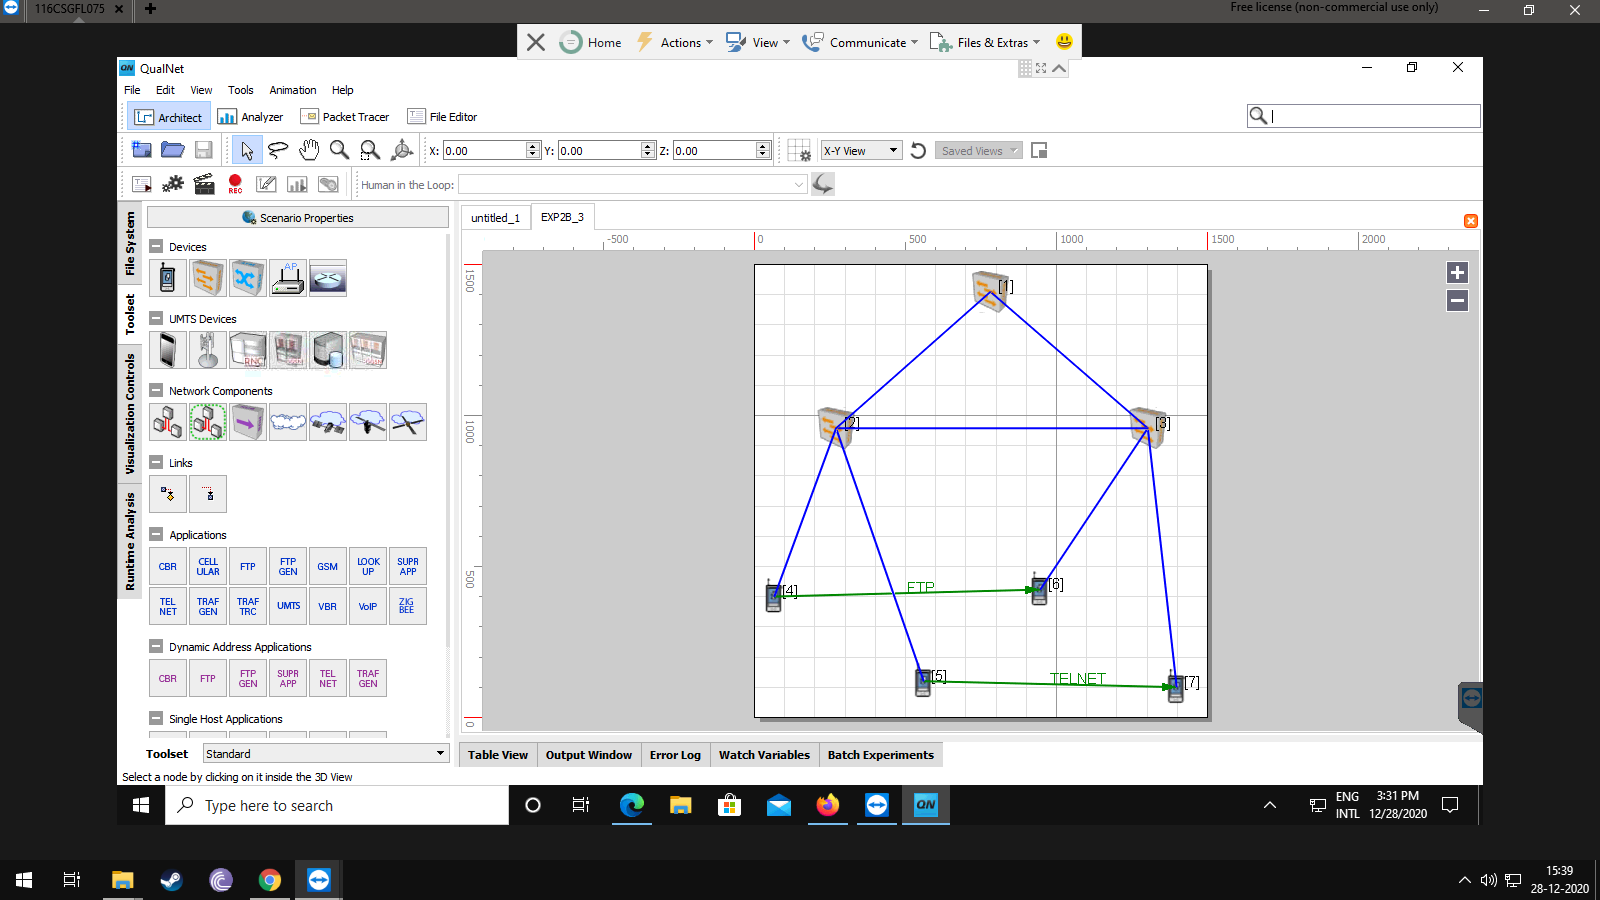 116CSGFL075
Free license (non-commercial use only)
Home
Actions
View
Communicate
Files & Extras
QN QualNet
File Edit View Tools Animation Help
Architect
Analyzer
Packet Tracer
File Editor
X: 0.00 Y: 0.00 Z: 0.00
X-Y View
Saved Views
REC
Human in the Loop:
File System
Toolset
Visualization Controls
Runtime Analysis
Scenario Properties
Devices
AP
UMTS Devices
RNC
Network Components
Links
Applications
CBR
CELL
ULAR
FTP
FTP
GEN
GSM
LOOK
UP
SUPR
APP
TEL
NET
TRAF
GEN
TRAF
TRC
UMTS
VBR
VoIP
ZIG
BEE
Dynamic Address Applications
CBR
FTP
FTP
GEN
SUPR
APP
TEL
NET
TRAF
GEN
Single Host Applications
Toolset Standard
Select a node by clicking on it inside the 3D View
untitled_1
EXP2B_3
-500 0 500 1000 1500 2000
1500
1000
500
0
[1]
[2]
[3]
[4]
FTP
[6]
[5]
TELNET
[7]
Table View
Output Window
Error Log
Watch Variables
Batch Experiments
Type here to search
QN
ENG
INTL
3:31 PM
12/28/2020
15:39
28-12-2020